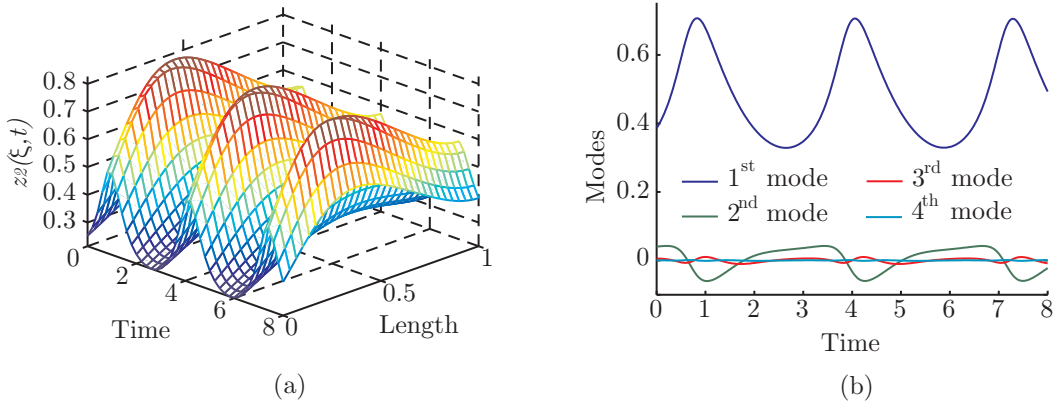 0.8
0.7
0.6
0.5
0.4
0.3
z2(ξ,t)
0
2
4
6
8
Time
0
0.5
1
Length
(a)
0.6
0.4
0.2
0
Modes
1st mode
2nd mode
3rd mode
4th mode
0 1 2 3 4 5 6 7 8
Time
(b)